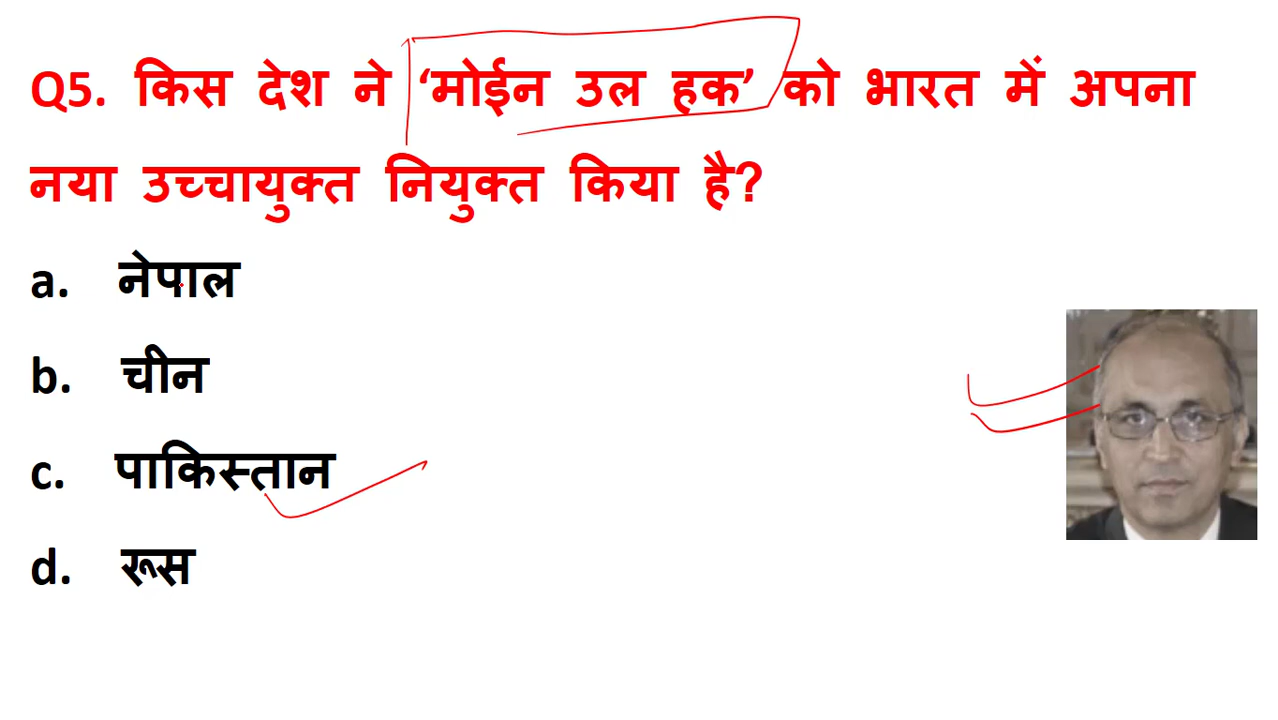 Q5. किस देश ने ‘मोईन उल हक’ को भारत में अपना
नया उच्चायुक्त नियुक्त किया है?
a. नेपाल
b. चीन
c. पाकिस्तान
d. रूस